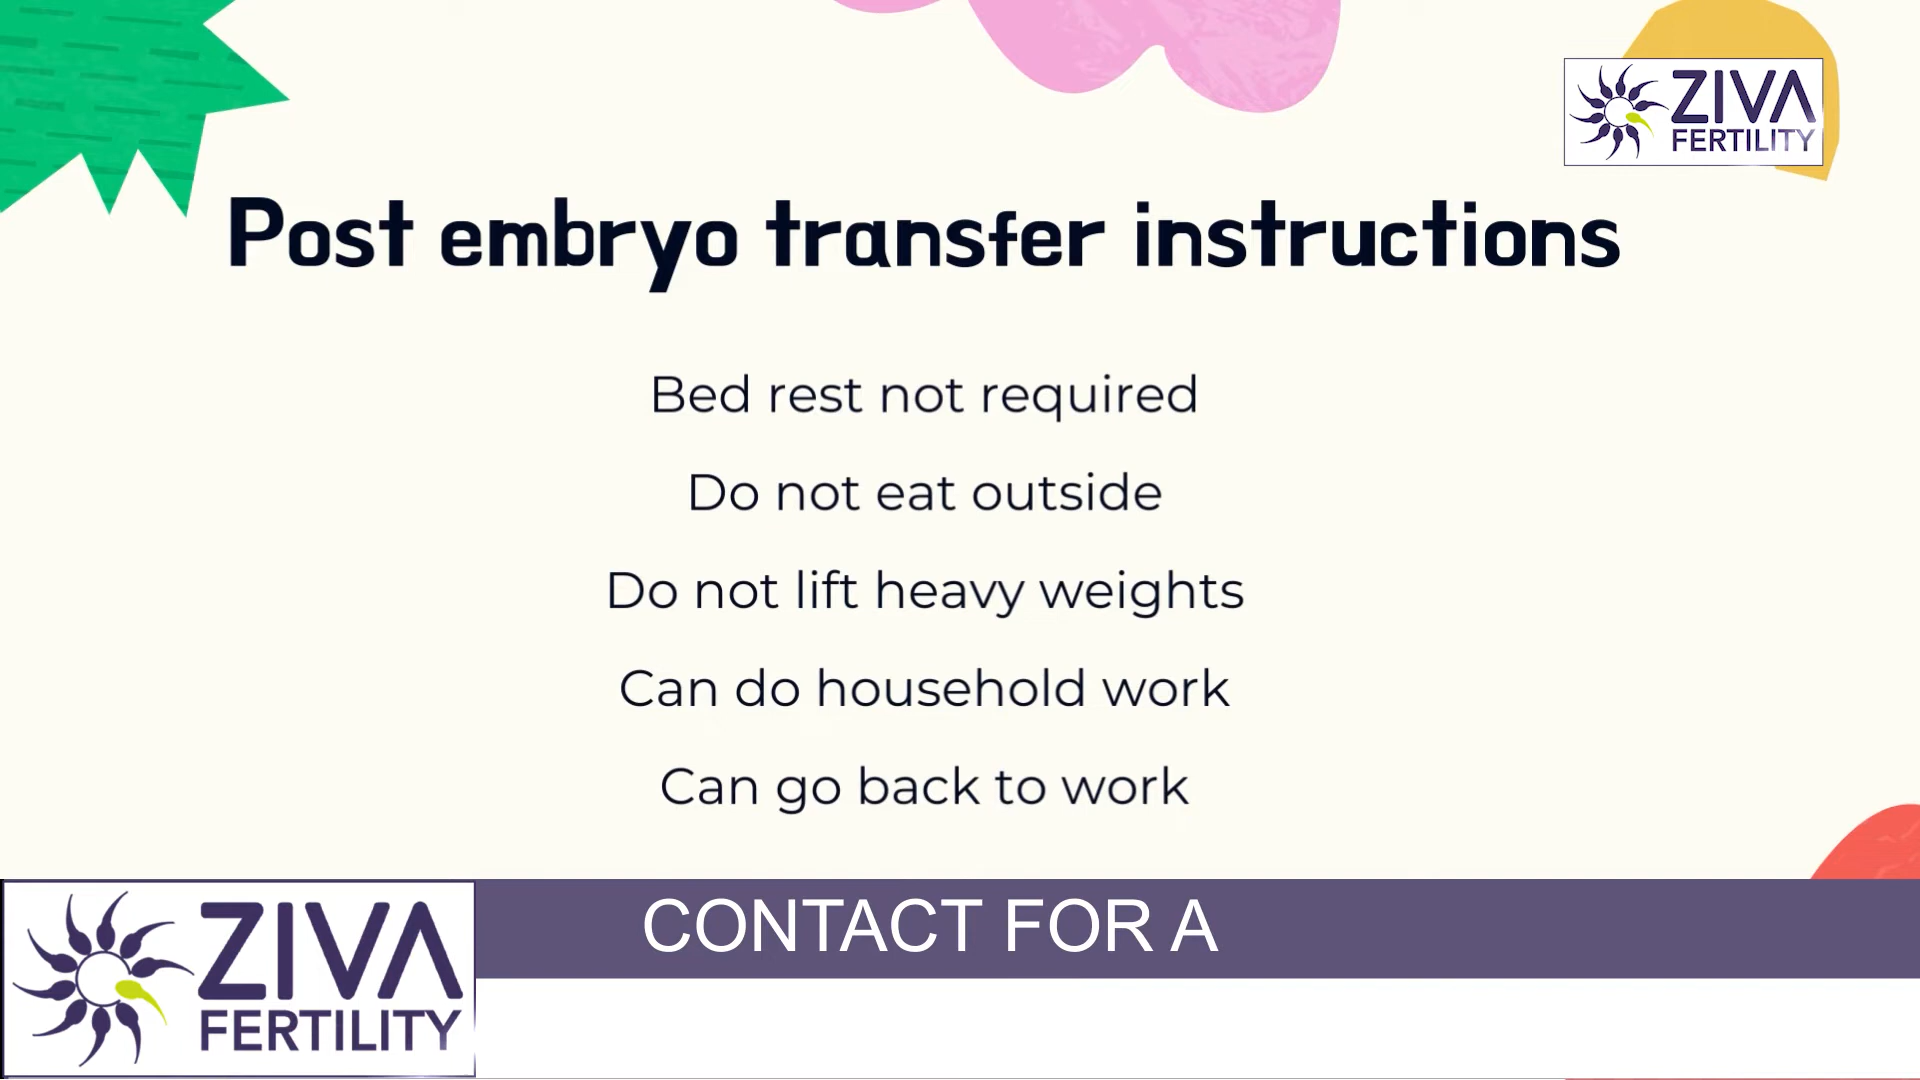 ZIVA
FERTILITY
Post embryo transfer instructions
Bed rest not required
Do not eat outside
Do not lift heavy weights
Can do household work
Can go back to work
ZIVA
FERTILITY
CONTACT FOR A